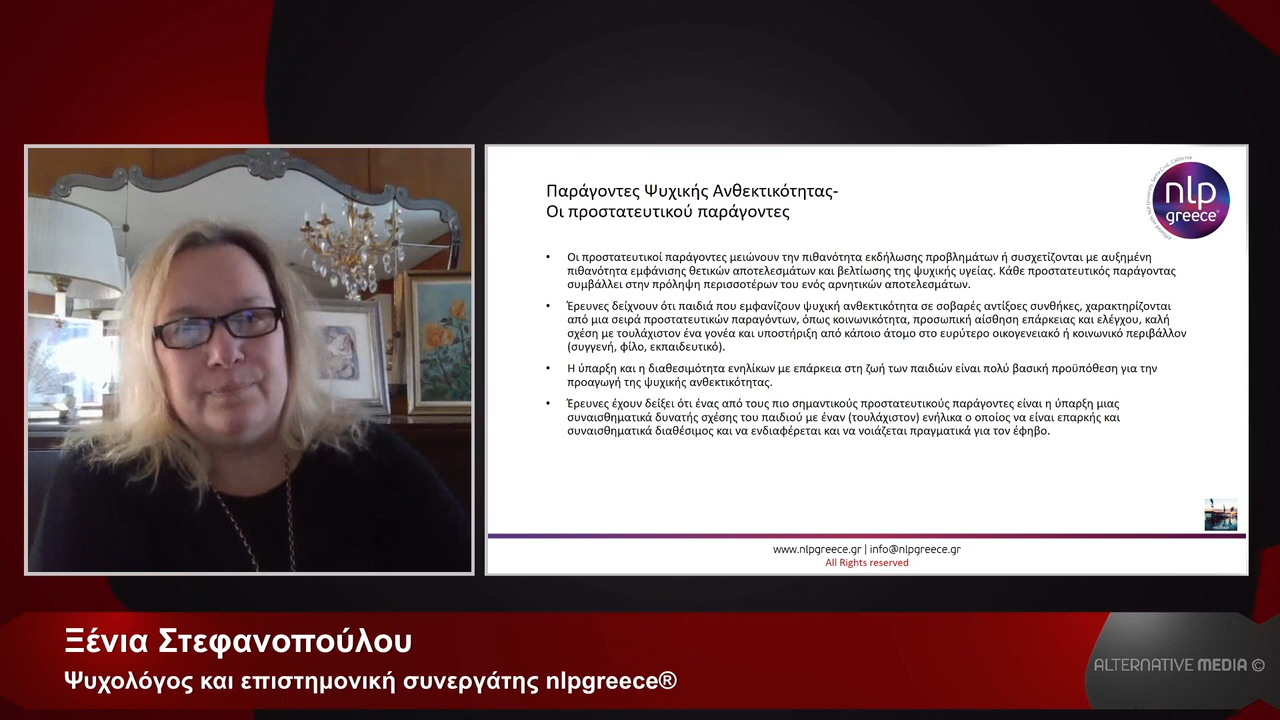 Παράγοντες Ψυχικής Ανθεκτικότητας-
Οι προστατευτικού παράγοντες
nlp
greece®
• Οι προστατευτικοί παράγοντες μειώνουν την πιθανότητα εκδήλωσης προβλημάτων ή συσχετίζονται με αυξημένη
πιθανότητα εμφάνισης θετικών αποτελεσμάτων και βελτίωσης της ψυχικής υγείας. Κάθε προστατευτικός παράγοντας
συμβάλλει στην πρόληψη περισσοτέρων του ενός αρνητικών αποτελεσμάτων.
• Έρευνες δείχνουν ότι παιδιά που εμφανίζουν ψυχική ανθεκτικότητα σε σοβαρές αντίξοες συνθήκες, χαρακτηρίζονται
από μια σειρά προστατευτικών παραγόντων, όπως κοινωνικότητα, προσωπική αίσθηση επάρκειας και ελέγχου, καλή
σχέση με τουλάχιστον ένα γονέα και υποστήριξη από κάποιο άτομο στο ευρύτερο οικογενειακό ή κοινωνικό περιβάλλον
(συγγενή, φίλο, εκπαιδευτικό).
• Η ύπαρξη και η διαθεσιμότητα ενηλίκων με επάρκεια στη ζωή των παιδιών είναι πολύ βασική προϋπόθεση για την
προαγωγή της ψυχικής ανθεκτικότητας.
• Έρευνες έχουν δείξει ότι ένας από τους πιο σημαντικούς προστατευτικούς παράγοντες είναι η ύπαρξη μιας
συναισθηματικά δυνατής σχέσης του παιδιού με έναν (τουλάχιστον) ενήλικα ο οποίος να είναι επαρκής και
συναισθηματικά διαθέσιμος και να ενδιαφέρεται και να νοιάζεται πραγματικά για τον έφηβο.
www.nlpgreece.gr | info@nlpgreece.gr
All Rights reserved
Ξένια Στεφανοπούλου
Ψυχολόγος και επιστημονική συνεργάτης nlpgreece®
ALTERNATIVE MEDIA ©